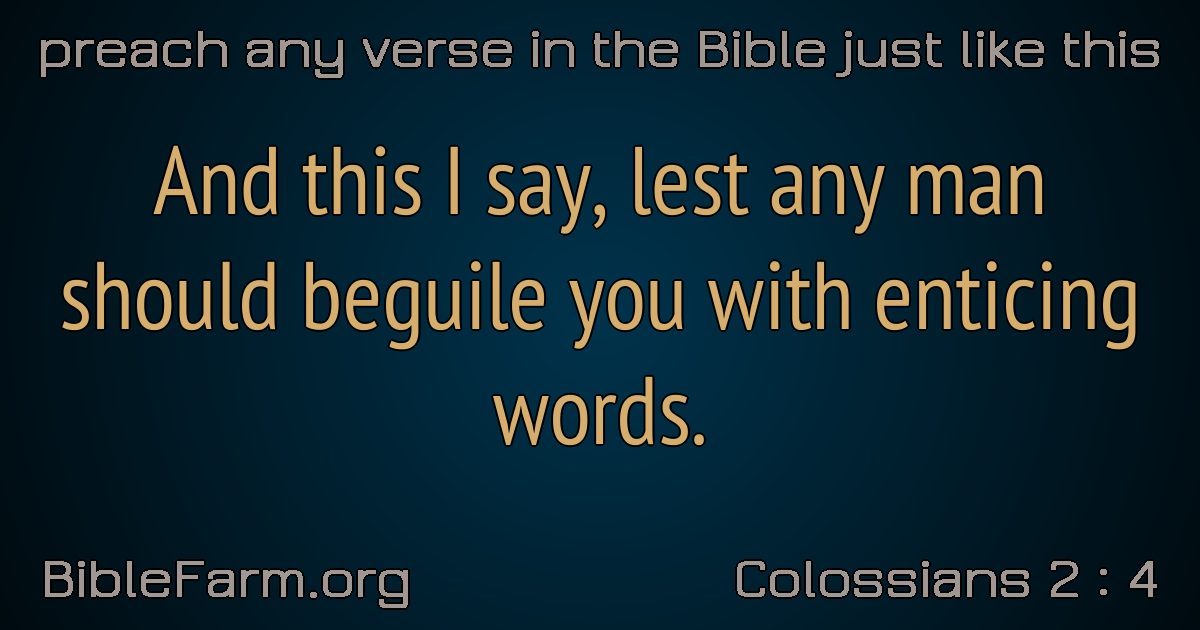 preach any verse in the Bible just like this
And this I say, lest any man
should beguile you with enticing
words.
BibleFarm.org
Colossians 2 : 4